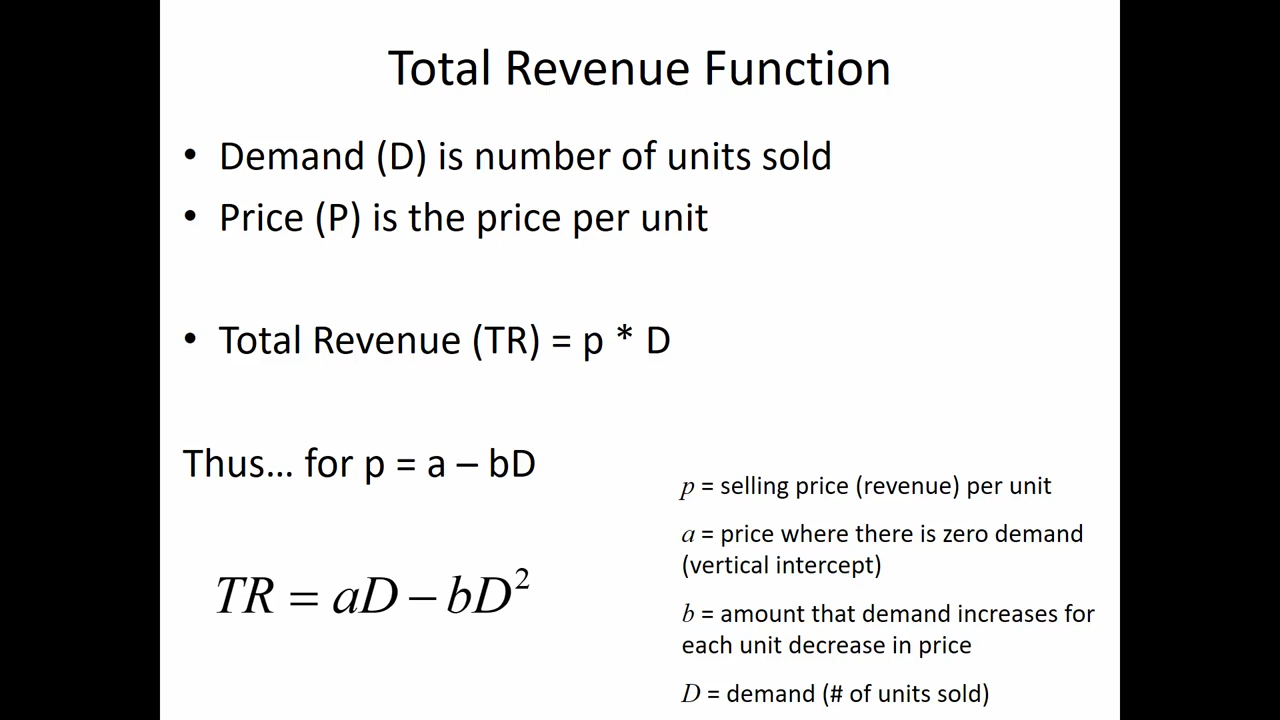 Total Revenue Function
• Demand (D) is number of units sold
• Price (P) is the price per unit
• Total Revenue (TR) = p * D
Thus… for p = a – bD
TR = aD − bD²
p = selling price (revenue) per unit
a = price where there is zero demand
(vertical intercept)
b = amount that demand increases for
each unit decrease in price
D = demand (# of units sold)